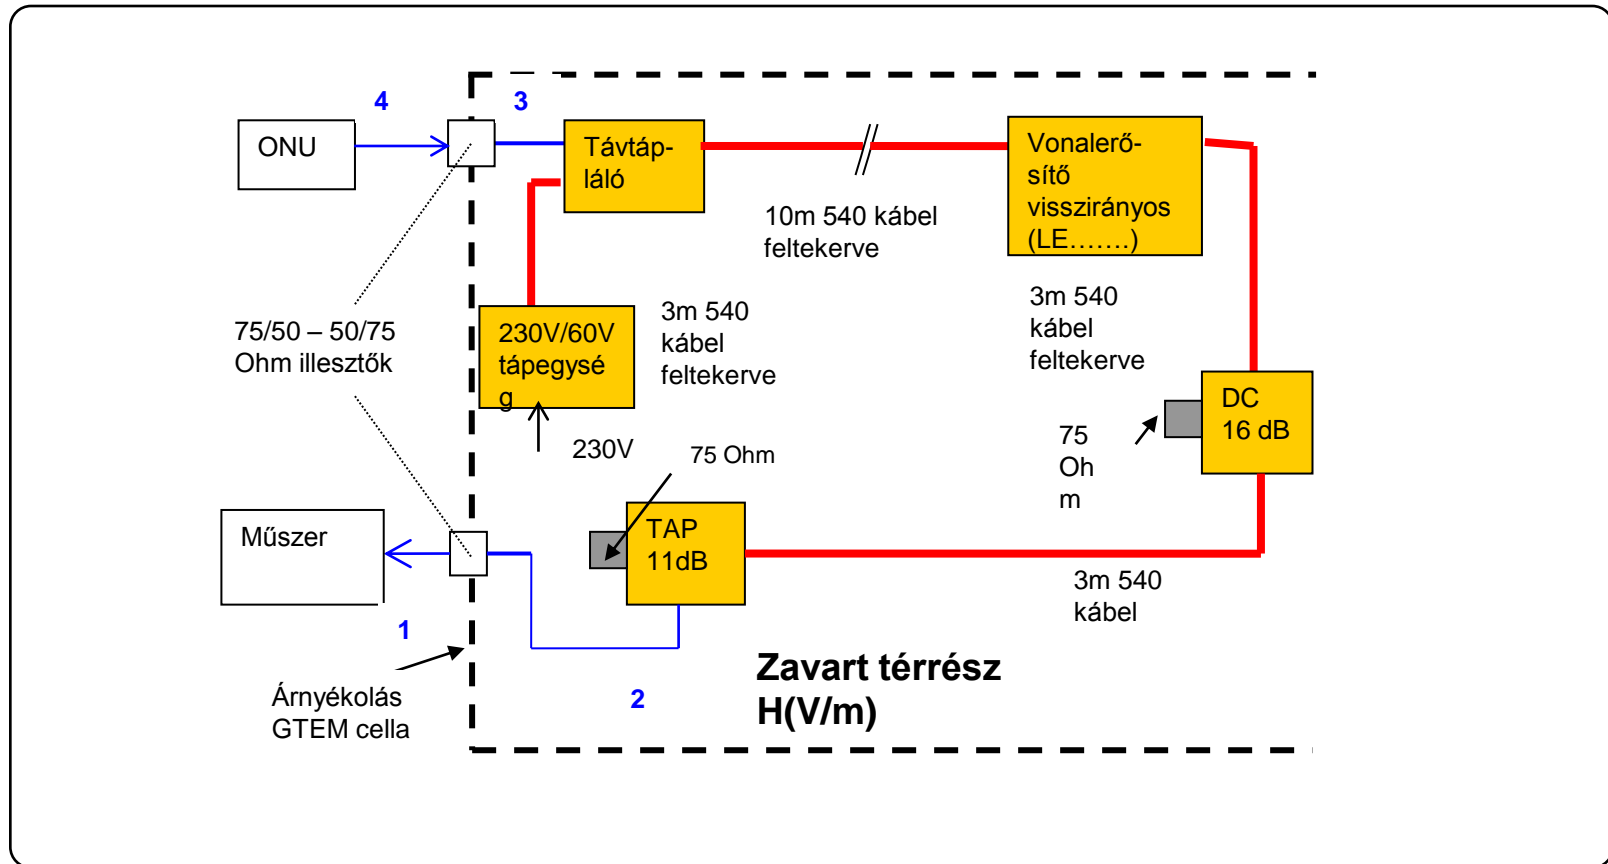 4
3
ONU
Távtáp-
láló
Vonalerő-
sítő
visszirányos
(LE…….)
10m 540 kábel
feltekerve
75/50 – 50/75
Ohm illesztők
230V/60V
tápegysé
g
3m 540
kábel
feltekerve
3m 540
kábel
feltekerve
DC
16 dB
230V
75 Ohm
75
Oh
m
Műszer
TAP
11dB
3m 540
kábel
1
2
Árnyékolás
GTEM cella
Zavart térrész
H(V/m)